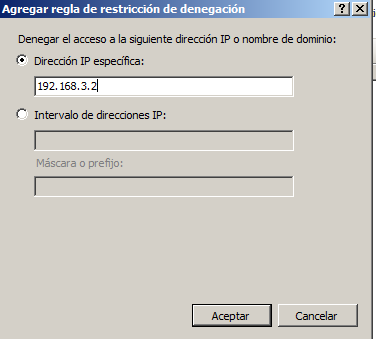 Agregar regla de restricción de denegación
Denegar el acceso a la siguiente dirección IP o nombre de dominio:
Dirección IP específica:
192.168.3.2
Intervalo de direcciones IP:
Máscara o prefijo:
Aceptar
Cancelar